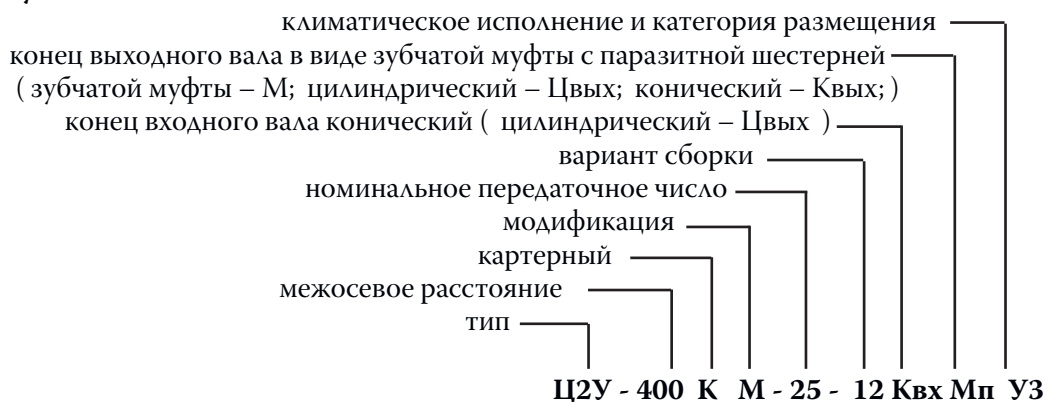 климатическое исполнение и категория размещения
конец выходного вала в виде зубчатой муфты с паразитной шестерней
( зубчатой муфты – М; цилиндрический – Цвых; конический – Квых; )
конец входного вала конический ( цилиндрический – Цвых )
вариант сборки
номинальное передаточное число
модификация
картерный
межосевое расстояние
тип
Ц2У - 400 К М - 25 - 12 Квх Мп У3